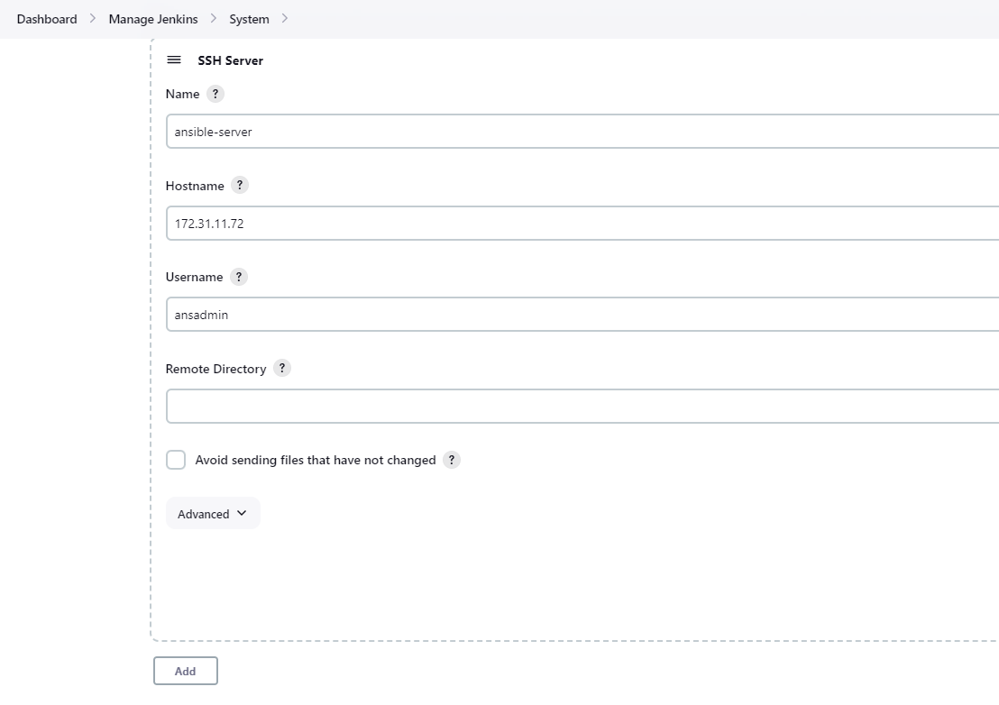 Dashboard > Manage Jenkins > System >
SSH Server
Name ?
ansible-server
Hostname ?
172.31.11.72
Username ?
ansadmin
Remote Directory ?
Avoid sending files that have not changed ?
Advanced
Add